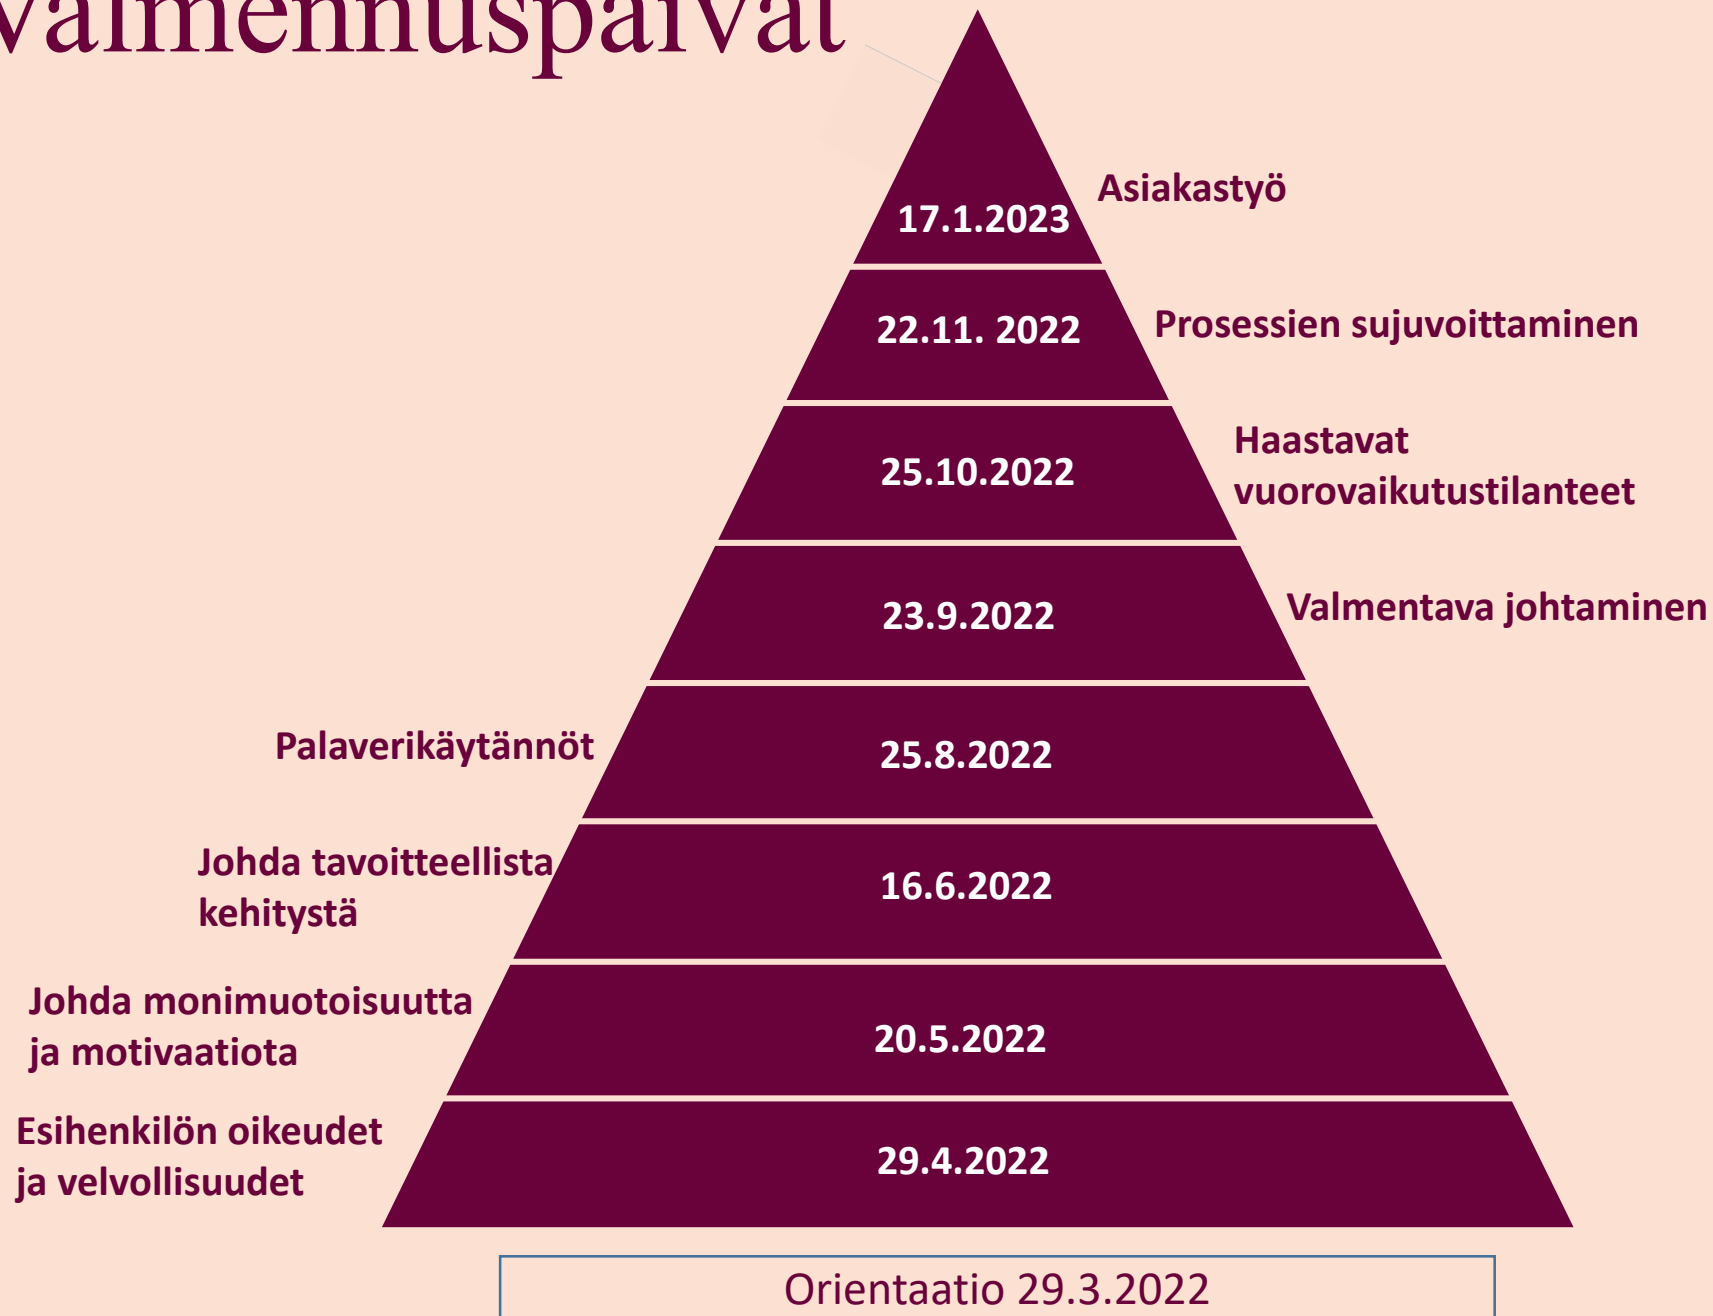 Valmennuspäivät
17.1.2023
Asiakastyö
22.11. 2022
Prosessien sujuvoittaminen
25.10.2022
Haastavat
vuorovaikutustilanteet
23.9.2022
Valmentava johtaminen
Palaverikäytännöt
25.8.2022
Johda tavoitteellista
kehitystä
16.6.2022
Johda monimuotoisuutta
ja motivaatiota
20.5.2022
Esihenkilön oikeudet
ja velvollisuudet
29.4.2022
Orientaatio 29.3.2022